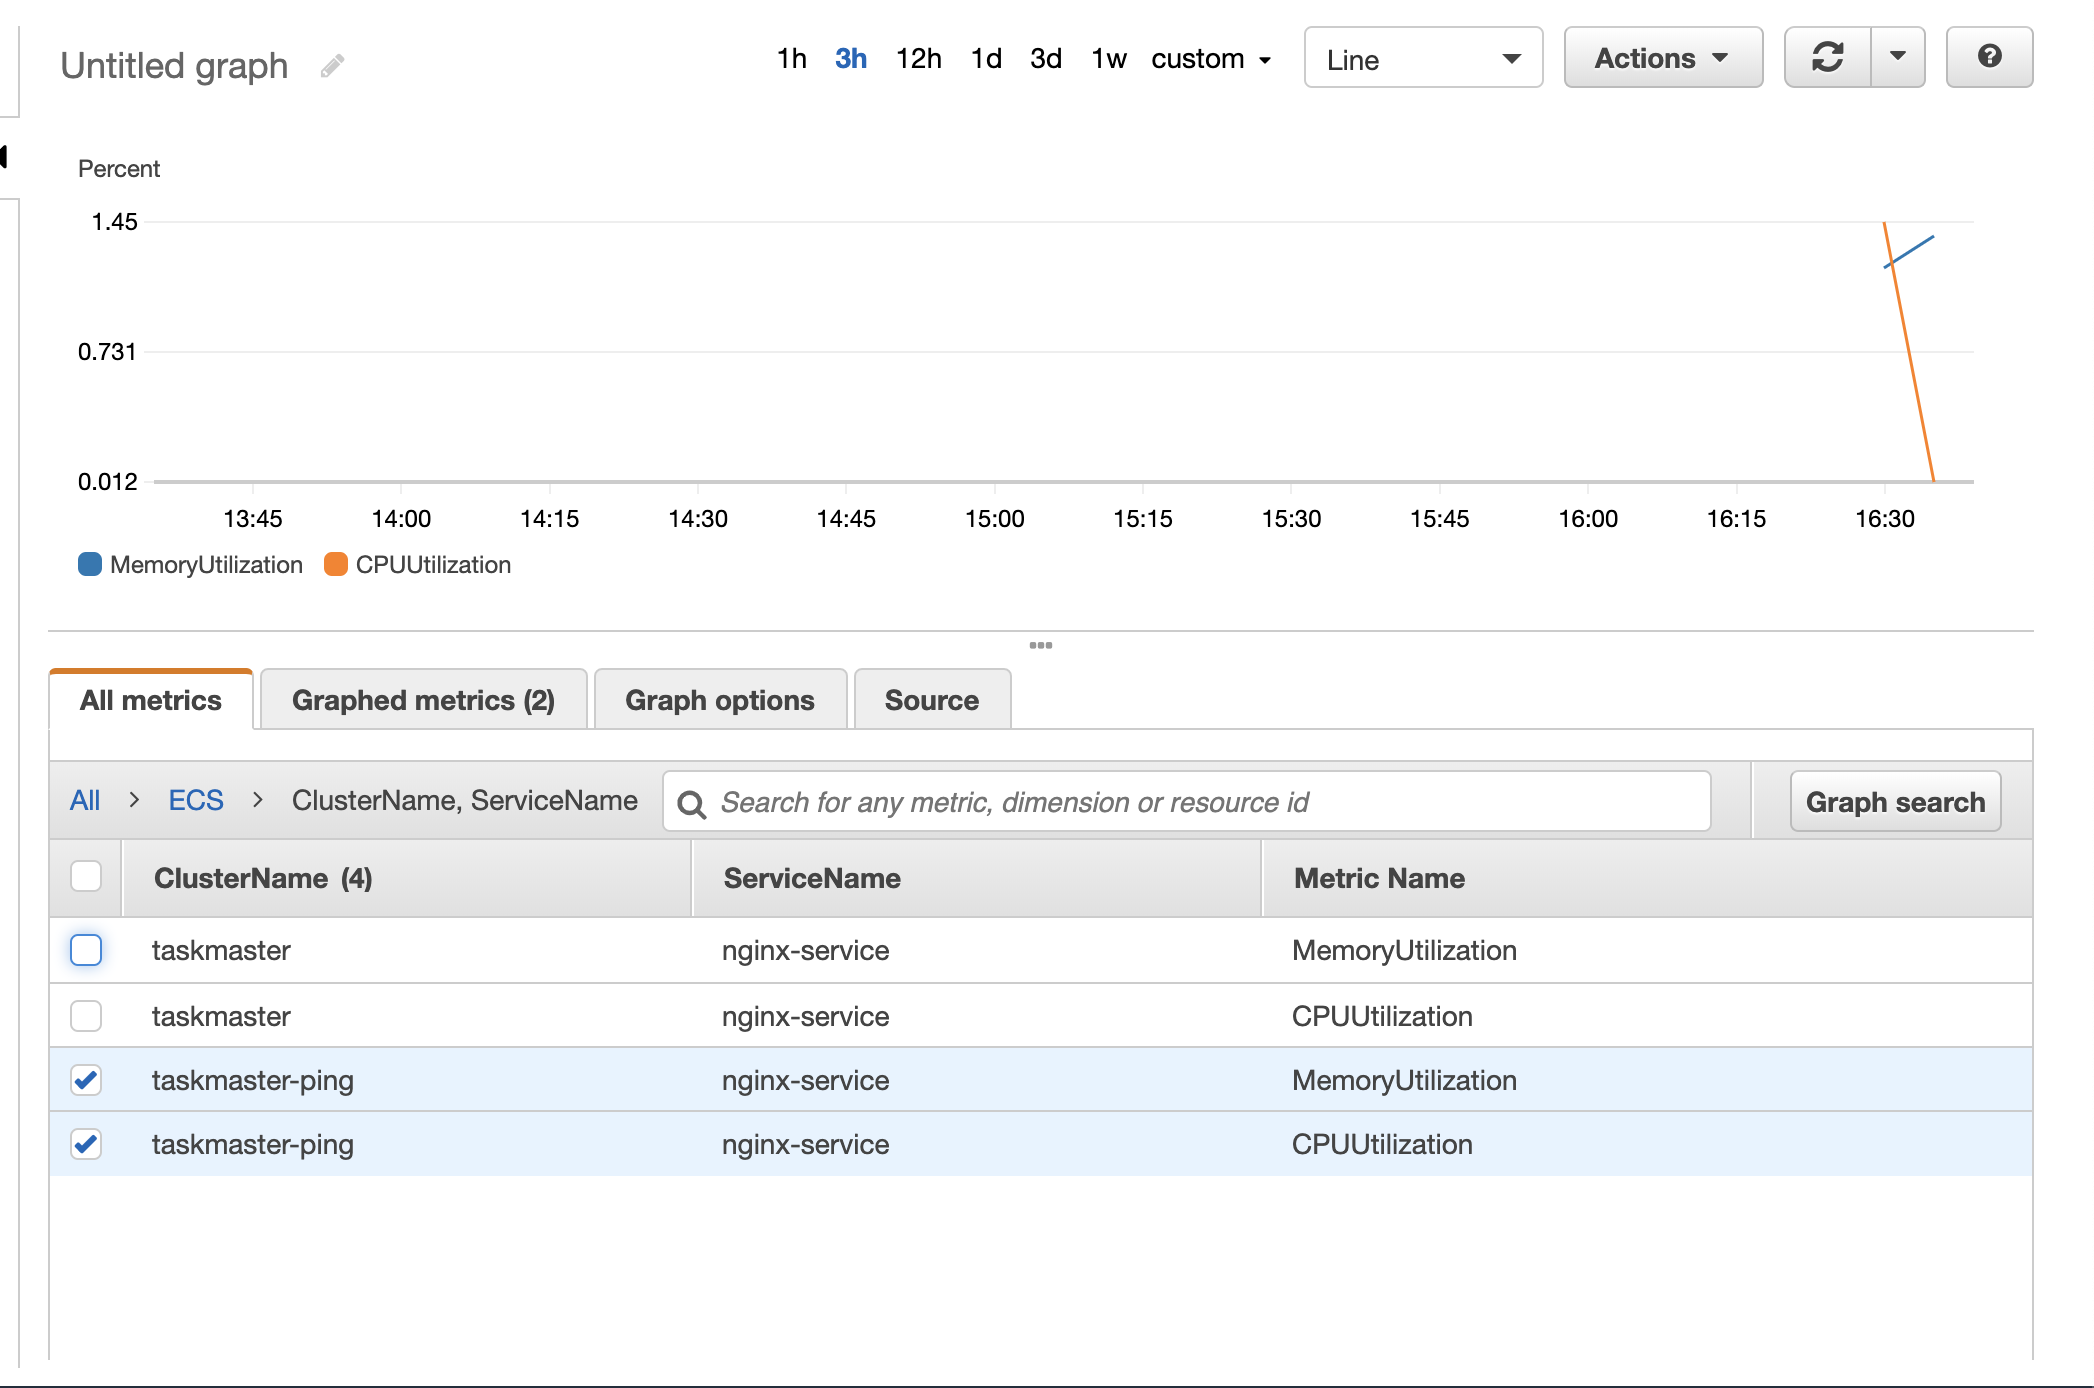 Untitled graph 1h 3h 12h 1d 3d 1w custom Line Actions ?
Percent
1.45
0.731
0.012
13:45 14:00 14:15 14:30 14:45 15:00 15:15 15:30 15:45 16:00 16:15 16:30
MemoryUtilization CPUUtilization
All metrics Graphed metrics (2) Graph options Source
All > ECS > ClusterName, ServiceName Search for any metric, dimension or resource id Graph search
ClusterName (4) ServiceName Metric Name
taskmaster nginx-service MemoryUtilization
taskmaster nginx-service CPUUtilization
taskmaster-ping nginx-service MemoryUtilization
taskmaster-ping nginx-service CPUUtilization